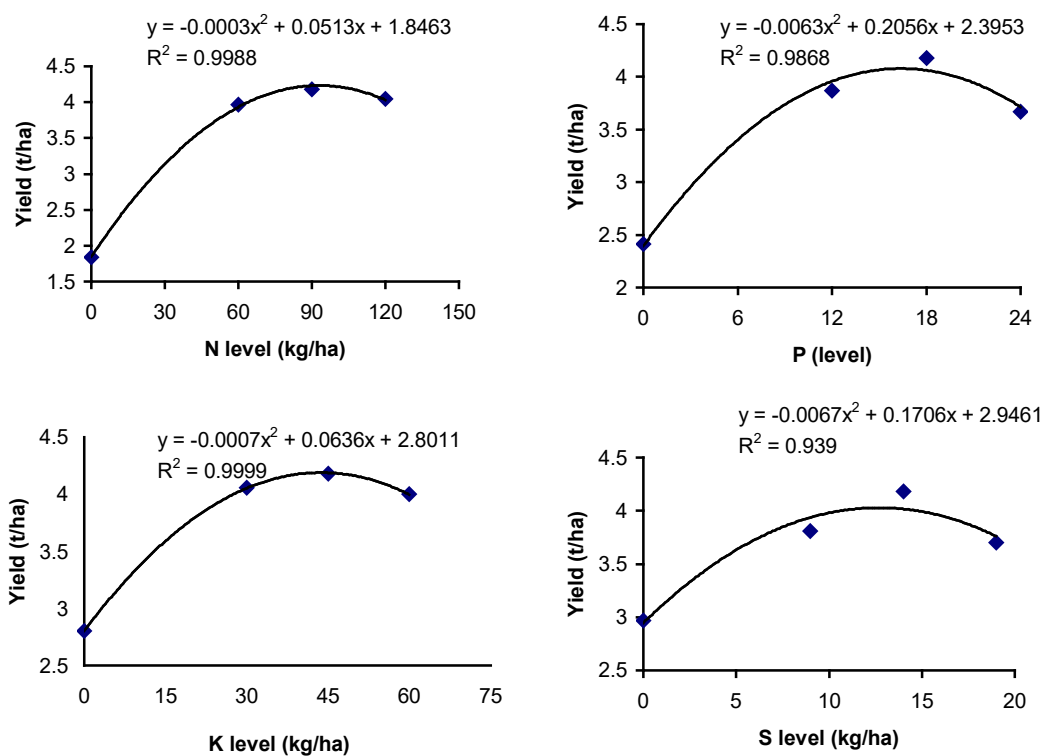 y = -0.0003x² + 0.0513x + 1.8463
R² = 0.9988
4.5
4
3.5
3
2.5
2
1.5
0 30 60 90 120 150
Yield (t/ha)
N level (kg/ha)
y = -0.0063x² + 0.2056x + 2.3953
R² = 0.9868
4.5
4
3.5
3
2.5
2
0 6 12 18 24
Yield (t/ha)
P (level)
y = -0.0007x² + 0.0636x + 2.8011
R² = 0.9999
4.5
4
3.5
3
2.5
0 15 30 45 60 75
Yield (t/ha)
K level (kg/ha)
y = -0.0067x² + 0.1706x + 2.9461
R² = 0.939
4.5
4
3.5
3
2.5
0 5 10 15 20
Yield (t/ha)
S level (kg/ha)